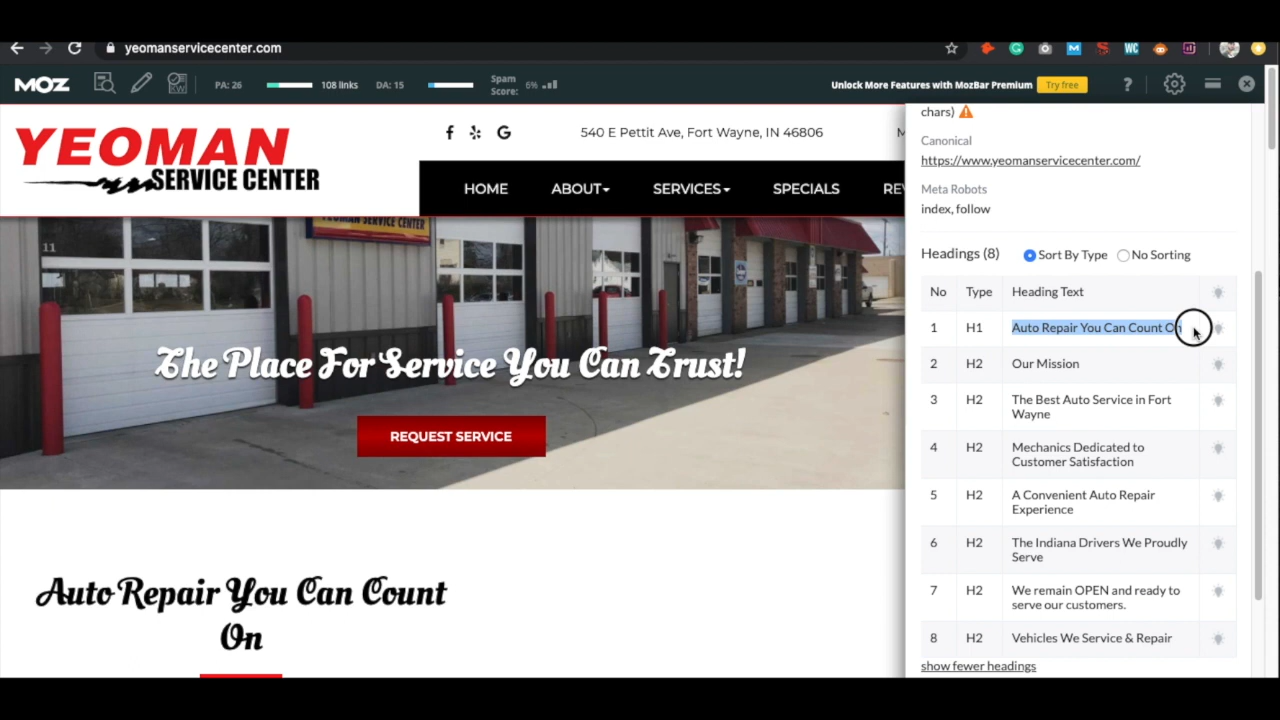 yeomanservicecenter.com
MOZ
PA: 26
108 links
DA: 15
Spam
Score: 6%
Unlock More Features with MozBar Premium
Try free
?
YEOMAN
SERVICE CENTER
540 E Pettit Ave, Fort Wayne, IN 46806
M
HOME
ABOUT
SERVICES
SPECIALS
RE
11
YEOMAN SERVICE CENTER
The Place For Service You Can Trust!
REQUEST SERVICE
Auto Repair You Can Count
On
chars)
Canonical
https://www.yeomanservicecenter.com/
Meta Robots
index, follow
Headings (8)
Sort By Type
No Sorting
No Type Heading Text
1 H1 Auto Repair You Can Count On
2 H2 Our Mission
3 H2 The Best Auto Service in Fort
Wayne
4 H2 Mechanics Dedicated to
Customer Satisfaction
5 H2 A Convenient Auto Repair
Experience
6 H2 The Indiana Drivers We Proudly
Serve
7 H2 We remain OPEN and ready to
serve our customers.
8 H2 Vehicles We Service & Repair
show fewer headings